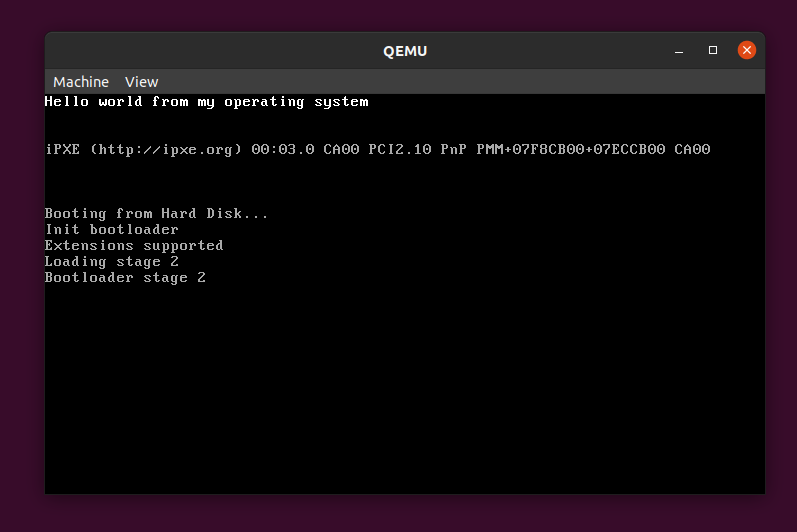 QEMU
Machine View
Hello world from my operating system
iPXE (http://ipxe.org) 00:03.0 CA00 PCI2.10 PnP PMM+07F8CB00+07ECCB00 CA00
Booting from Hard Disk...
Init bootloader
Extensions supported
Loading stage 2
Bootloader stage 2